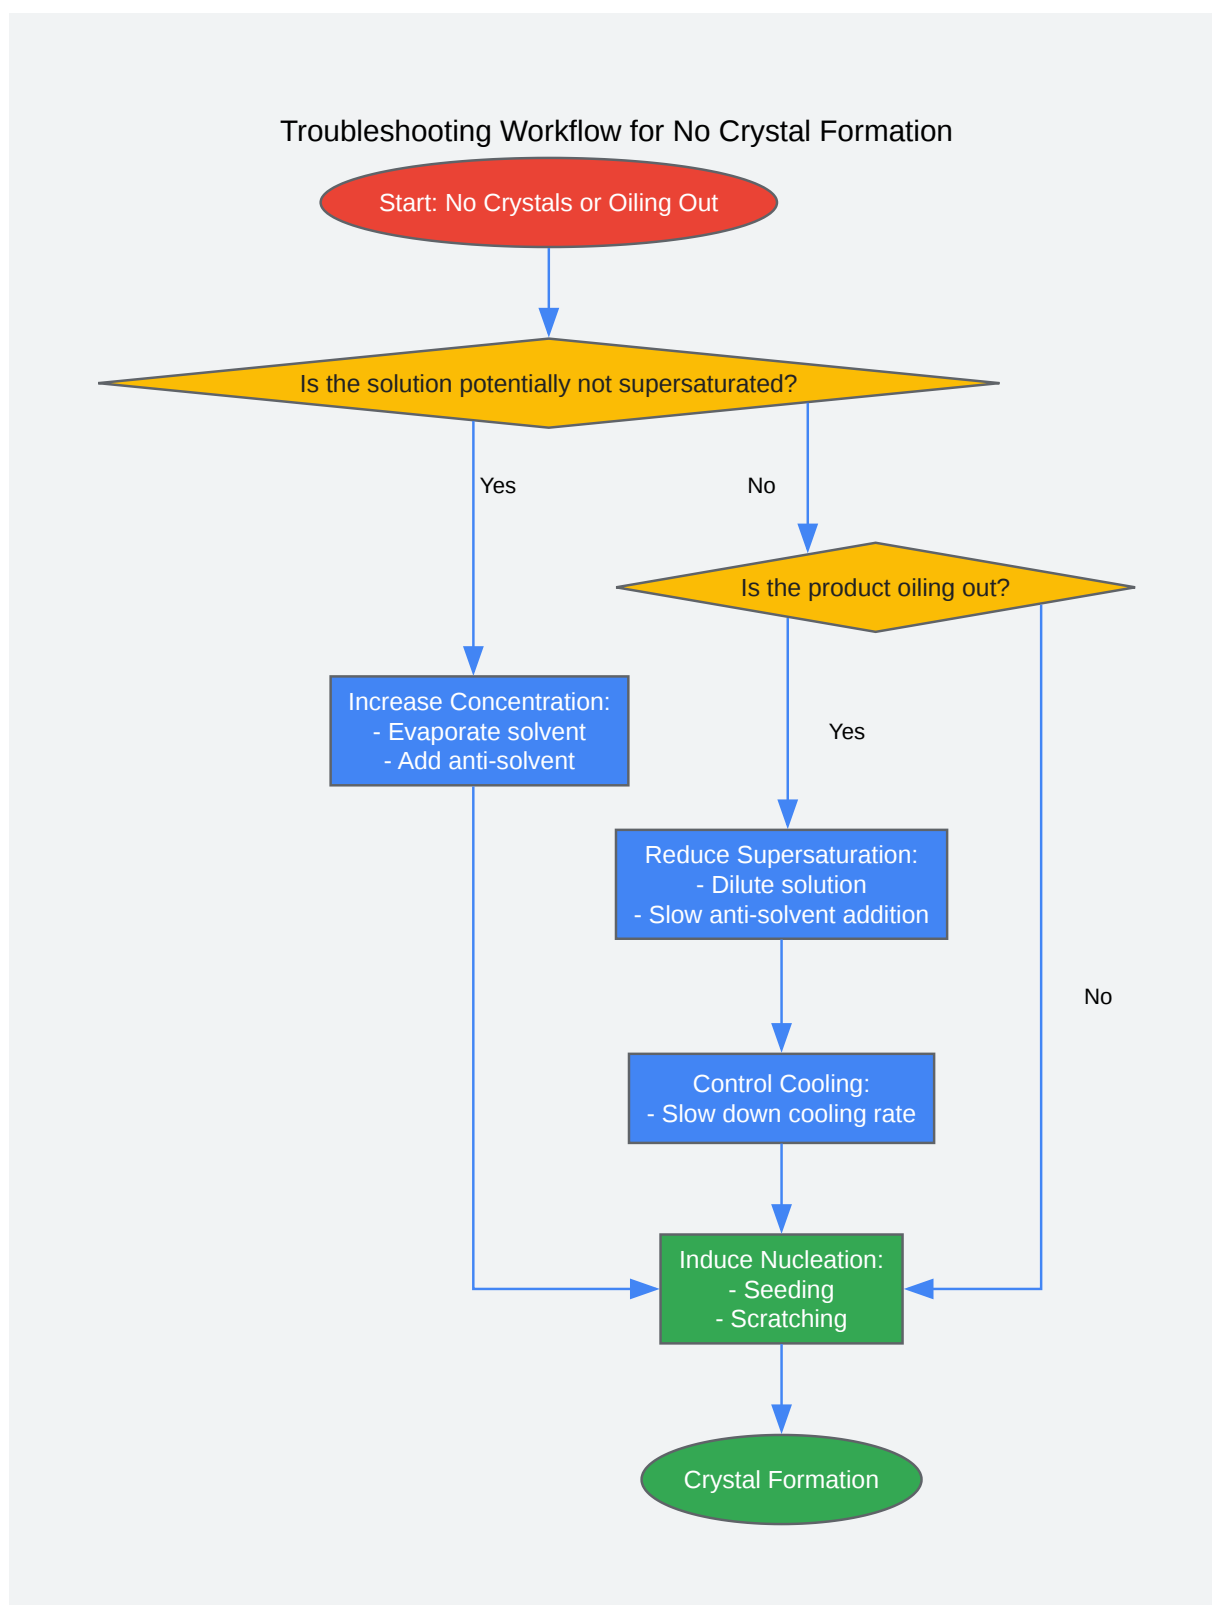 Troubleshooting Workflow for No Crystal Formation
Start: No Crystals or Oiling Out
Is the solution potentially not supersaturated?
Yes
No
Is the product oiling out?
Increase Concentration:
- Evaporate solvent
- Add anti-solvent
Yes
Reduce Supersaturation:
- Dilute solution
- Slow anti-solvent addition
No
Control Cooling:
- Slow down cooling rate
Induce Nucleation:
- Seeding
- Scratching
Crystal Formation